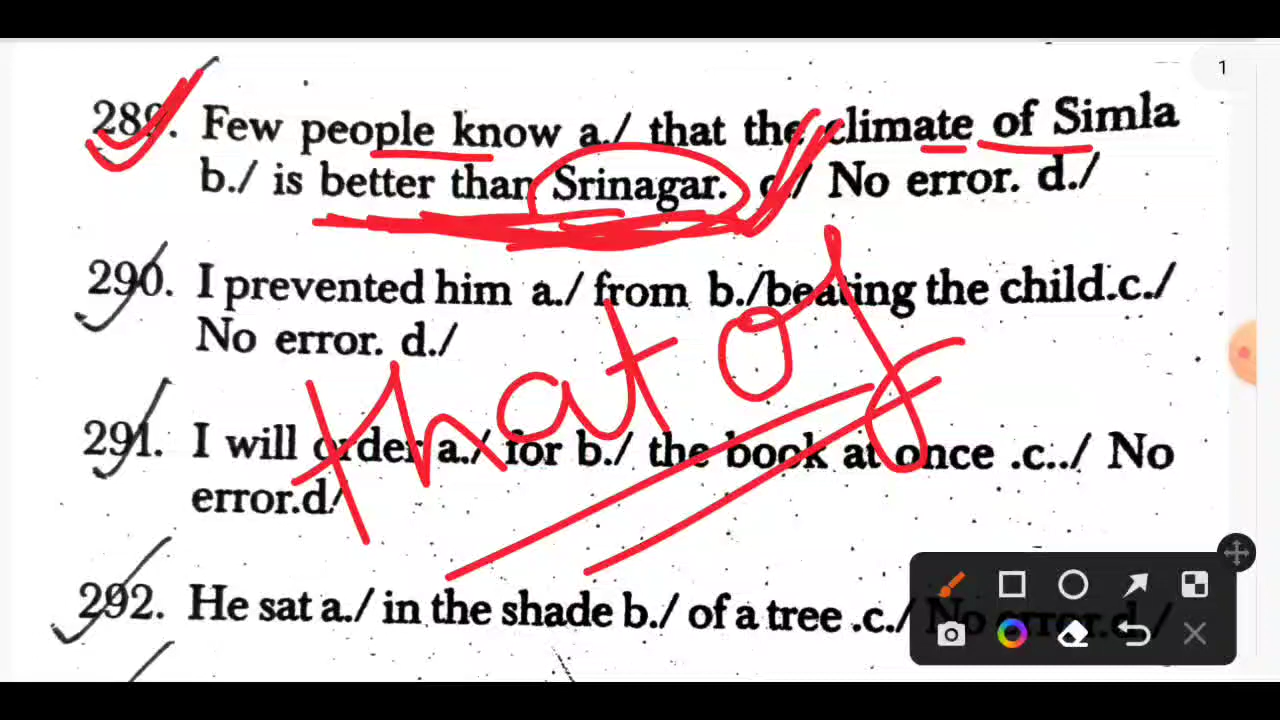 1
289. Few people know a./ that the climate of Simla
b./ is better than Srinagar. c./ No error. d./
290. I prevented him a./ from b./beating the child.c./
No error. d./
that of
291. I will order a./ for b./ the book at once .c../ No
error.d/
292. He sat a./ in the shade b./ of a tree .c./ No error.d./